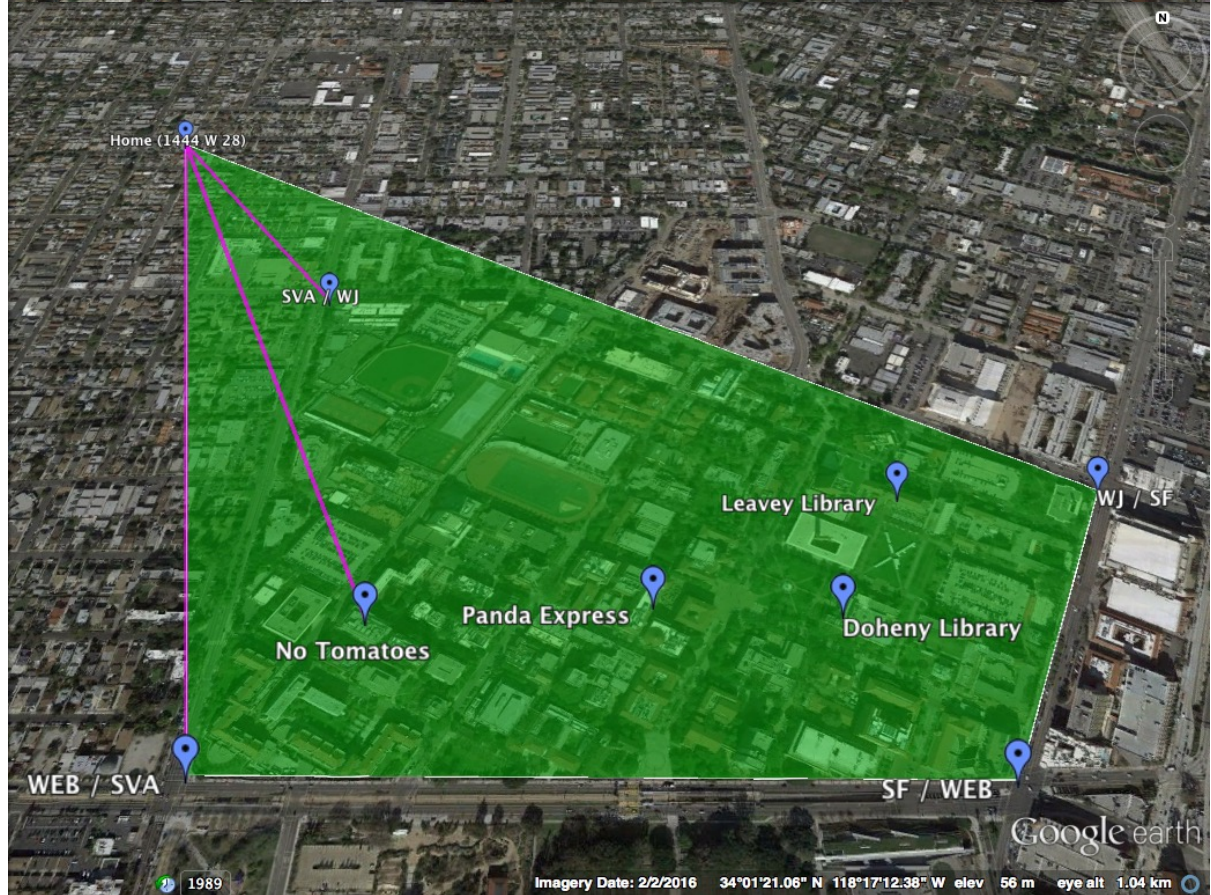 N
Home (1444 W 28)
SVA / WJ
Leavey Library
WJ / SF
Panda Express
Doheny Library
No Tomatoes
WEB / SVA
SF / WEB
Google earth
1989
Imagery Date: 2/2/2016 34°01'21.06" N 118°17'12.38" W elev 56 m eye alt 1.04 km